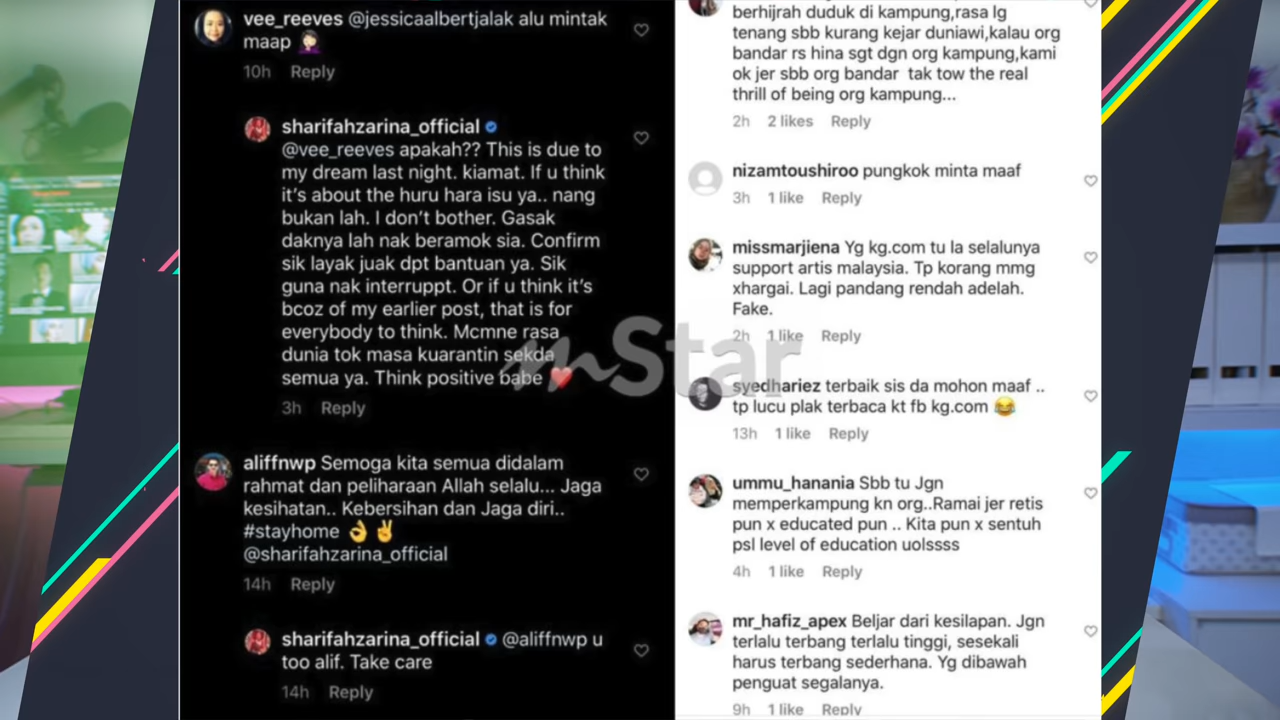 vee_reeves @jessicaalbertjalak alu mintak
maap 🤦🏻‍♀️
10h Reply
sharifahzarina_official
@vee_reeves apakah?? This is due to
my dream last night. kiamat. If u think
it's about the huru hara isu ya.. nang
bukan lah. I don't bother. Gasak
daknya lah nak beramok sia. Confirm
sik layak juak dpt bantuan ya. Sik
guna nak interruppt. Or if u think it's
bcoz of my earlier post, that is for
everybody to think. Mcmne rasa
dunia tok masa kuarantin sekda
semua ya. Think positive babe ❤️
3h Reply
aliffnwp Semoga kita semua didalam
rahmat dan peliharaan Allah selalu... Jaga
kesihatan.. Kebersihan dan Jaga diri..
#stayhome 👌✌️
@sharifahzarina_official
14h Reply
sharifahzarina_official @aliffnwp u
too alif. Take care
14h Reply
berhijrah duduk di kampung,rasa lg
tenang sbb kurang kejar duniawi,kalau org
bandar rs hina sgt dgn org kampung,kami
ok jer sbb org bandar tak tow the real
thrill of being org kampung...
2h 2 likes Reply
nizamtoushiroo pungkok minta maaf
3h 1 like Reply
missmarjiena Yg kg.com tu la selalunya
support artis malaysia. Tp korang mmg
xhargai. Lagi pandang rendah adelah.
Fake.
2h 1 like Reply
syedhariez terbaik sis da mohon maaf ..
tp lucu plak terbaca kt fb kg.com 😂
13h 1 like Reply
ummu_hanania Sbb tu Jgn
memperkampung kn org..Ramai jer retis
pun x educated pun .. Kita pun x sentuh
psl level of education uolssss
4h 1 like Reply
mr_hafiz_apex Beljar dari kesilapan. Jgn
terlalu terbang terlalu tinggi, sesekali
harus terbang sederhana. Yg dibawah
penguat segalanya.
9h 1 like Reply
mStar